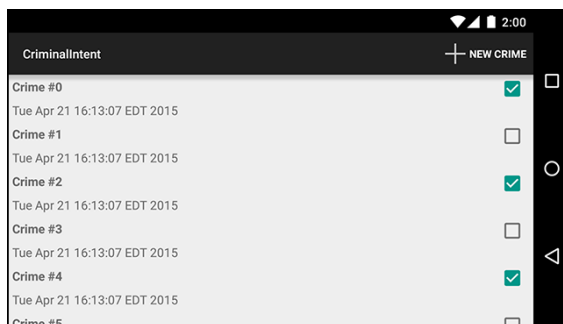 2:00
CriminalIntent
NEW CRIME
Crime #0
Tue Apr 21 16:13:07 EDT 2015
Crime #1
Tue Apr 21 16:13:07 EDT 2015
Crime #2
Tue Apr 21 16:13:07 EDT 2015
Crime #3
Tue Apr 21 16:13:07 EDT 2015
Crime #4
Tue Apr 21 16:13:07 EDT 2015
Crime #5